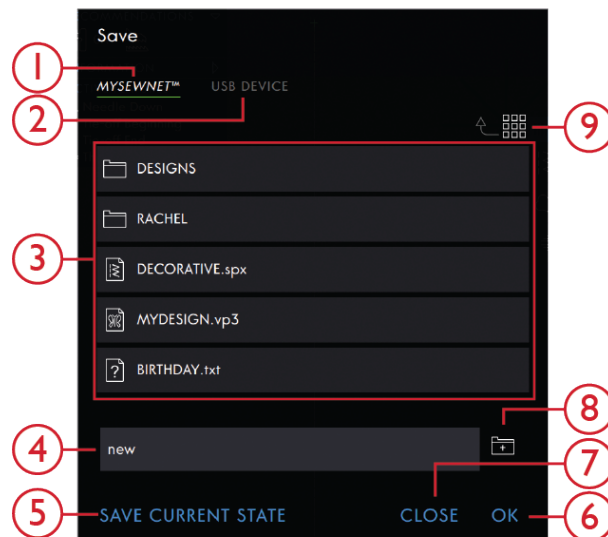 Save
1
MYSEWNET™ USB DEVICE
2
9
DESIGNS
RACHEL
3
DECORATIVE.spx
MYDESIGN.vp3
? BIRTHDAY.txt
8
4
new
7
5
SAVE CURRENT STATE CLOSE OK
6